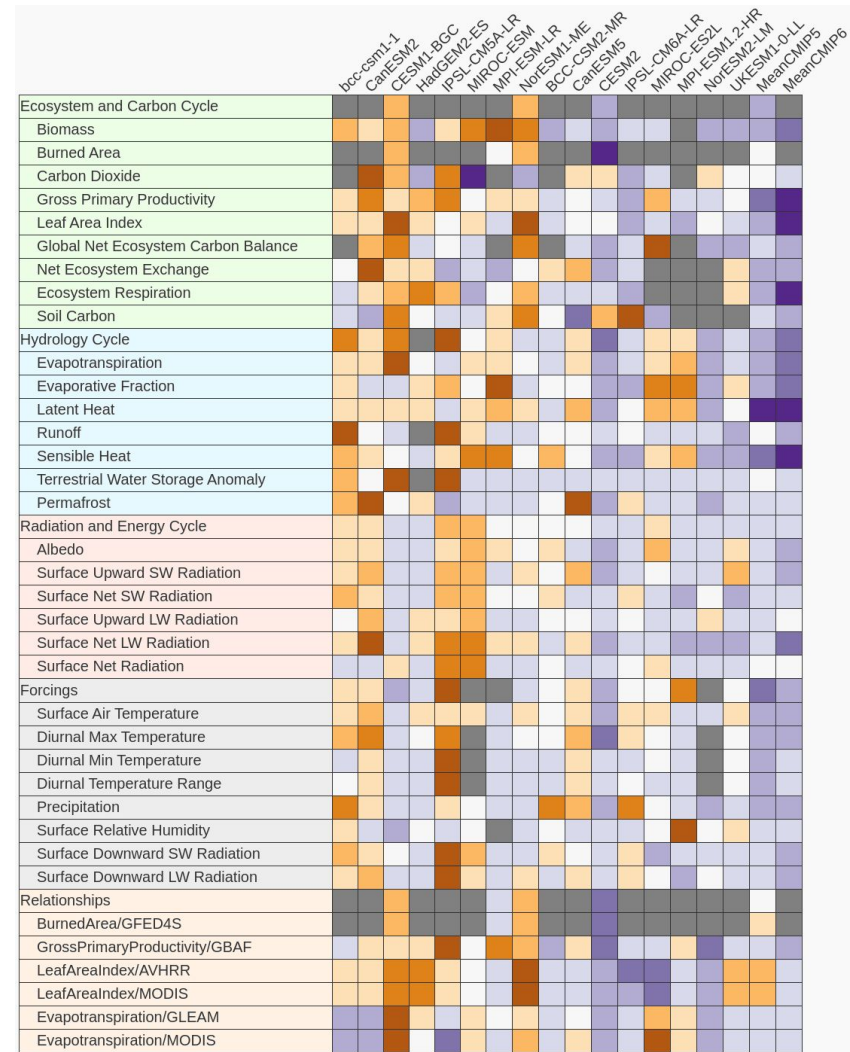 bcc-csm1-1
CanESM2
CESM1-BGC
HadGEM2-ES
IPSL-CM5A-LR
MIROC-ESM
MPI-ESM-LR
NorESM1-ME
BCC-CSM2-MR
CanESM5
CESM2
IPSL-CM6A-LR
MIROC-ES2L
MPI-ESM1.2-HR
NorESM2-LM
UKESM1-0-LL
MeanCMIP5
MeanCMIP6
Ecosystem and Carbon Cycle
Biomass
Burned Area
Carbon Dioxide
Gross Primary Productivity
Leaf Area Index
Global Net Ecosystem Carbon Balance
Net Ecosystem Exchange
Ecosystem Respiration
Soil Carbon
Hydrology Cycle
Evapotranspiration
Evaporative Fraction
Latent Heat
Runoff
Sensible Heat
Terrestrial Water Storage Anomaly
Permafrost
Radiation and Energy Cycle
Albedo
Surface Upward SW Radiation
Surface Net SW Radiation
Surface Upward LW Radiation
Surface Net LW Radiation
Surface Net Radiation
Forcings
Surface Air Temperature
Diurnal Max Temperature
Diurnal Min Temperature
Diurnal Temperature Range
Precipitation
Surface Relative Humidity
Surface Downward SW Radiation
Surface Downward LW Radiation
Relationships
BurnedArea/GFED4S
GrossPrimaryProductivity/GBAF
LeafAreaIndex/AVHRR
LeafAreaIndex/MODIS
Evapotranspiration/GLEAM
Evapotranspiration/MODIS